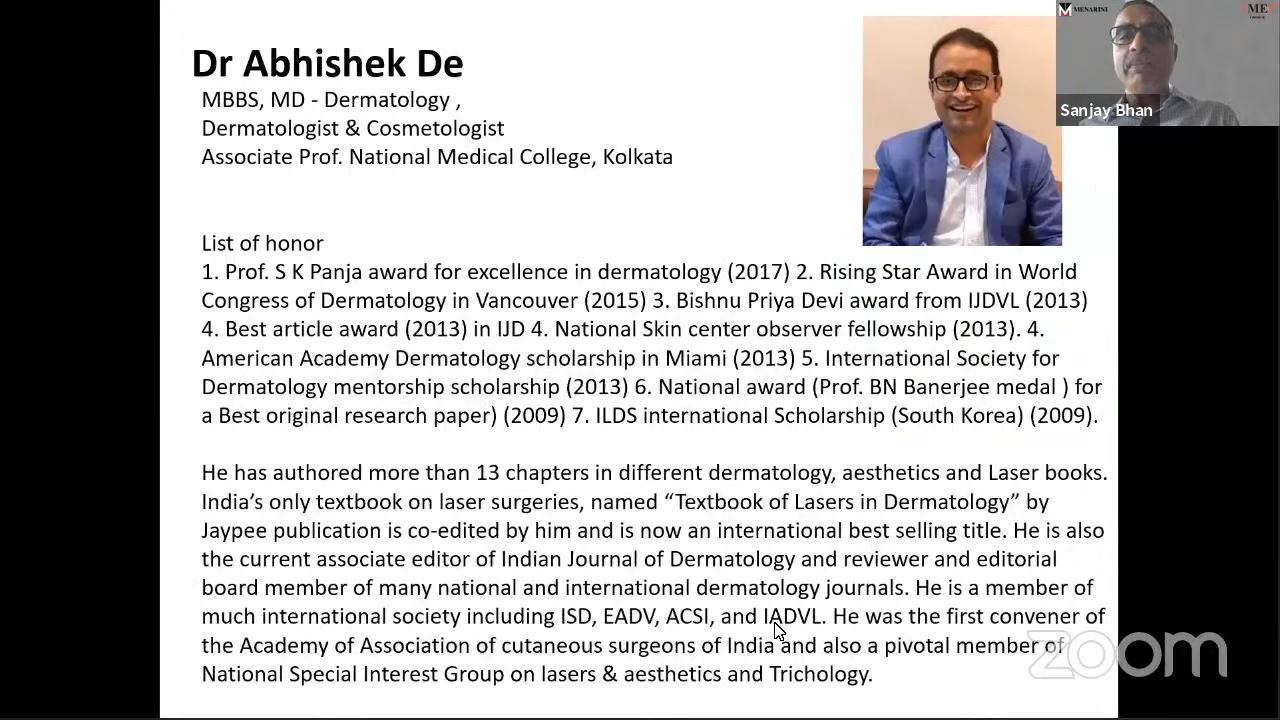 Dr Abhishek De
MBBS, MD - Dermatology ,
Dermatologist & Cosmetologist
Associate Prof. National Medical College, Kolkata
MENARINI
Sanjay Bhan
List of honor
1. Prof. S K Panja award for excellence in dermatology (2017) 2. Rising Star Award in World
Congress of Dermatology in Vancouver (2015) 3. Bishnu Priya Devi award from IJDVL (2013)
4. Best article award (2013) in IJD 4. National Skin center observer fellowship (2013). 4.
American Academy Dermatology scholarship in Miami (2013) 5. International Society for
Dermatology mentorship scholarship (2013) 6. National award (Prof. BN Banerjee medal ) for
a Best original research paper) (2009) 7. ILDS international Scholarship (South Korea) (2009).
He has authored more than 13 chapters in different dermatology, aesthetics and Laser books.
India’s only textbook on laser surgeries, named “Textbook of Lasers in Dermatology” by
Jaypee publication is co-edited by him and is now an international best selling title. He is also
the current associate editor of Indian Journal of Dermatology and reviewer and editorial
board member of many national and international dermatology journals. He is a member of
much international society including ISD, EADV, ACSI, and IADVL. He was the first convener of
the Academy of Association of cutaneous surgeons of India and also a pivotal member of
National Special Interest Group on lasers & aesthetics and Trichology.
zoom